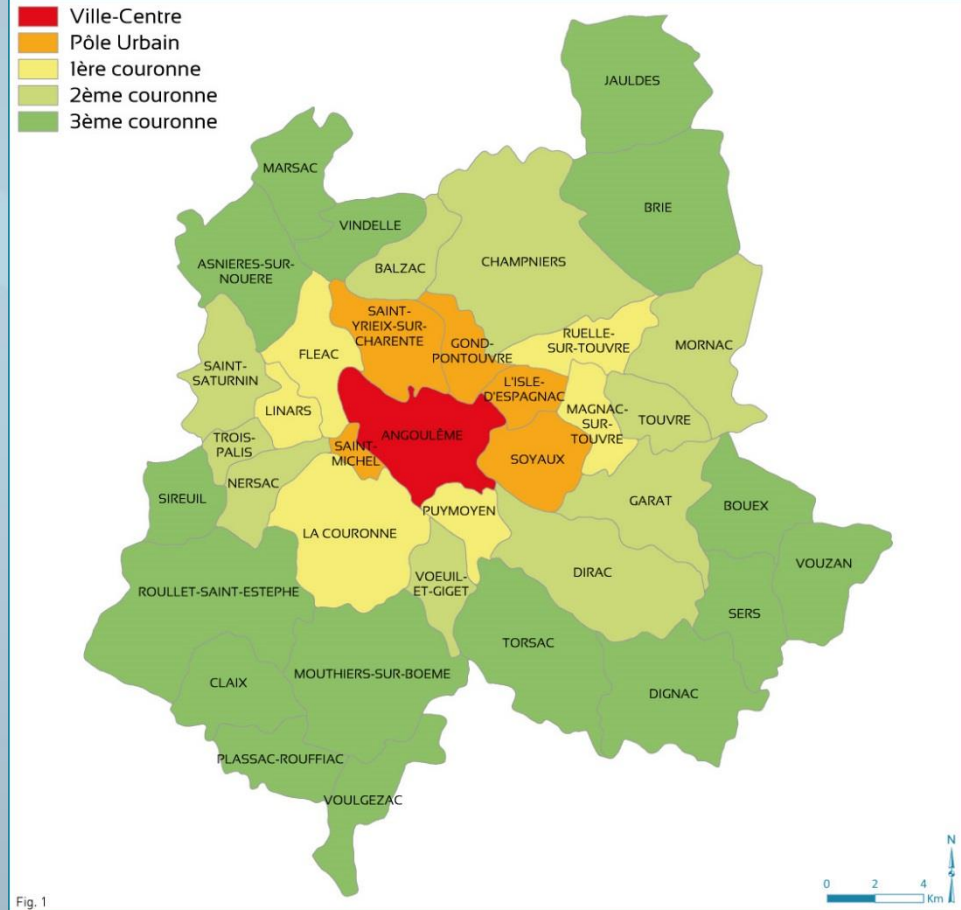 Ville-Centre
Pôle Urbain
1ère couronne
2ème couronne
3ème couronne
JAULDES
MARSAC
BRIE
VINDELLE
ASNIERES-SUR-
NOUERE
BALZAC
CHAMPNIERS
SAINT-
YRIEIX-SUR-
CHARENTE
GOND-
PONTOUVRE
RUELLE-
SUR-TOUVRE
MORNAC
FLEAC
SAINT-
SATURNIN
L'ISLE-
D'ESPAGNAC
LINARS
MAGNAC-
SUR-
TOUVRE
TOUVRE
ANGOULÊME
TROIS-
PALIS
SAINT-
MICHEL
SOYAUX
NERSAC
SIREUIL
GARAT
BOUEX
PUYMOYEN
LA COURONNE
VOUZAN
VOEUIL-
ET-GIGET
DIRAC
ROULLET-SAINT-ESTEPHE
SERS
TORSAC
MOUTHIERS-SUR-BOEME
CLAIX
DIGNAC
PLASSAC-ROUFFIAC
VOULGEZAC
N
0 2 4
Km
Fig. 1